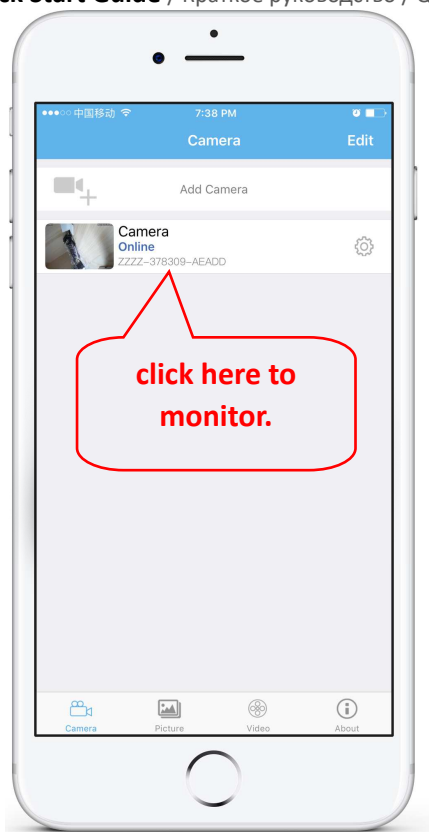 ck Start Guide / Краткое руководство /
中国移动 7:38 PM
Camera Edit
Add Camera
Camera
Online
ZZZZ-378309-AEADD
click here to
monitor.
Camera Picture Video About